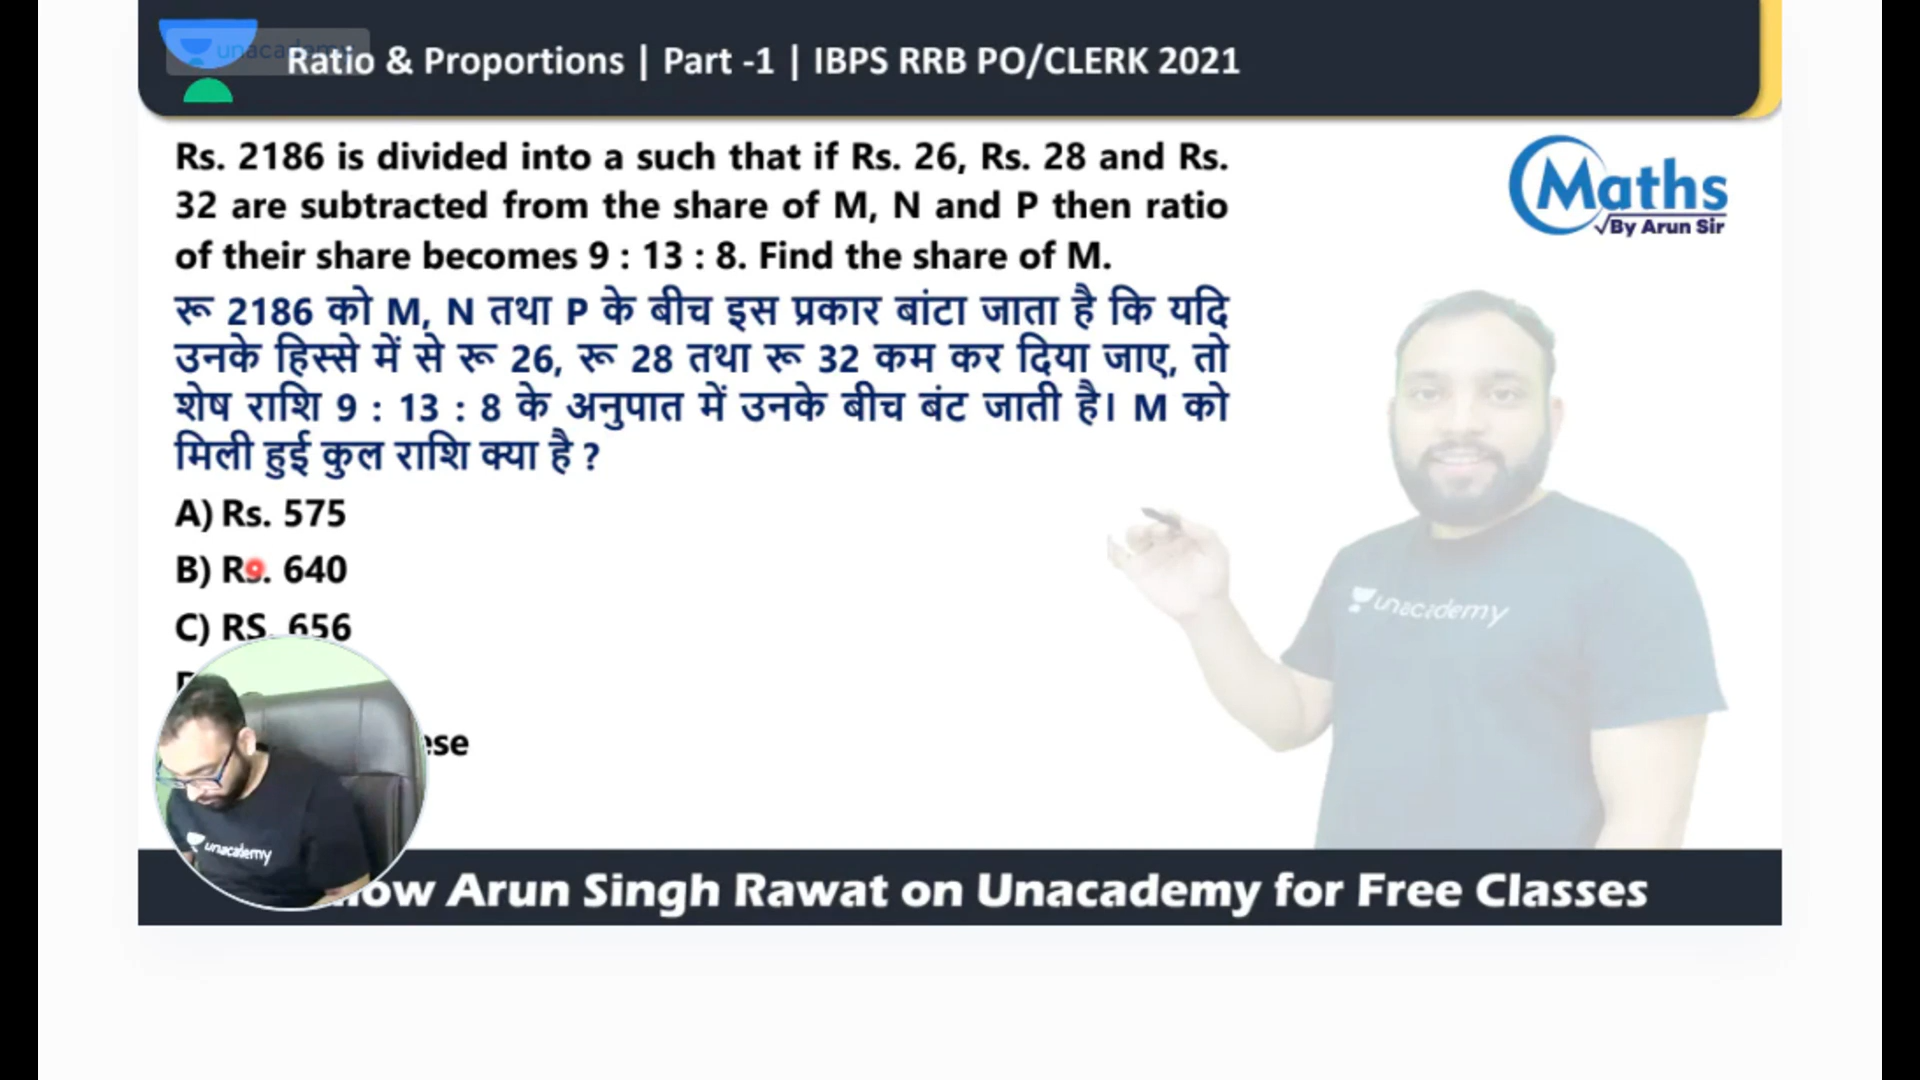 unacademy
Ratio & Proportions | Part -1 | IBPS RRB PO/CLERK 2021
Maths
√By Arun Sir
Rs. 2186 is divided into a such that if Rs. 26, Rs. 28 and Rs.
32 are subtracted from the share of M, N and P then ratio
of their share becomes 9 : 13 : 8. Find the share of M.
रू 2186 को M, N तथा P के बीच इस प्रकार बांटा जाता है कि यदि
उनके हिस्से में से रू 26, रू 28 तथा रू 32 कम कर दिया जाए, तो
शेष राशि 9 : 13 : 8 के अनुपात में उनके बीच बंट जाती है। M को
मिली हुई कुल राशि क्या है ?
A) Rs. 575
B) Rs. 640
C) RS. 656
unacademy
unacademy
Arun Singh Rawat on Unacademy for Free Classes